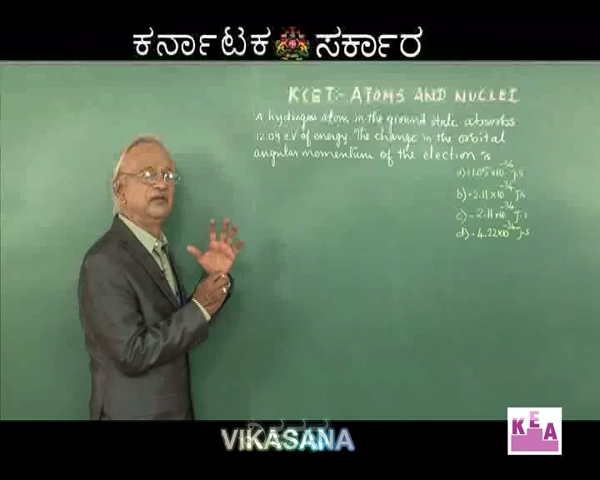 ಕರ್ನಾಟಕ ಸರ್ಕಾರ
KCET:- ATOMS AND NUCLEI
A hydrogen atom in the ground state absorbs
12.09 eV of energy. The change in the orbital
angular momentum of the electron is
a) 1.05 × 10⁻³⁴ J.s
b) 2.11 × 10⁻³⁴ J.s
c) - 2.11 × 10⁻³⁴ J.s
d) - 4.22 × 10⁻³⁴ J.s
VIKASANA
KEA